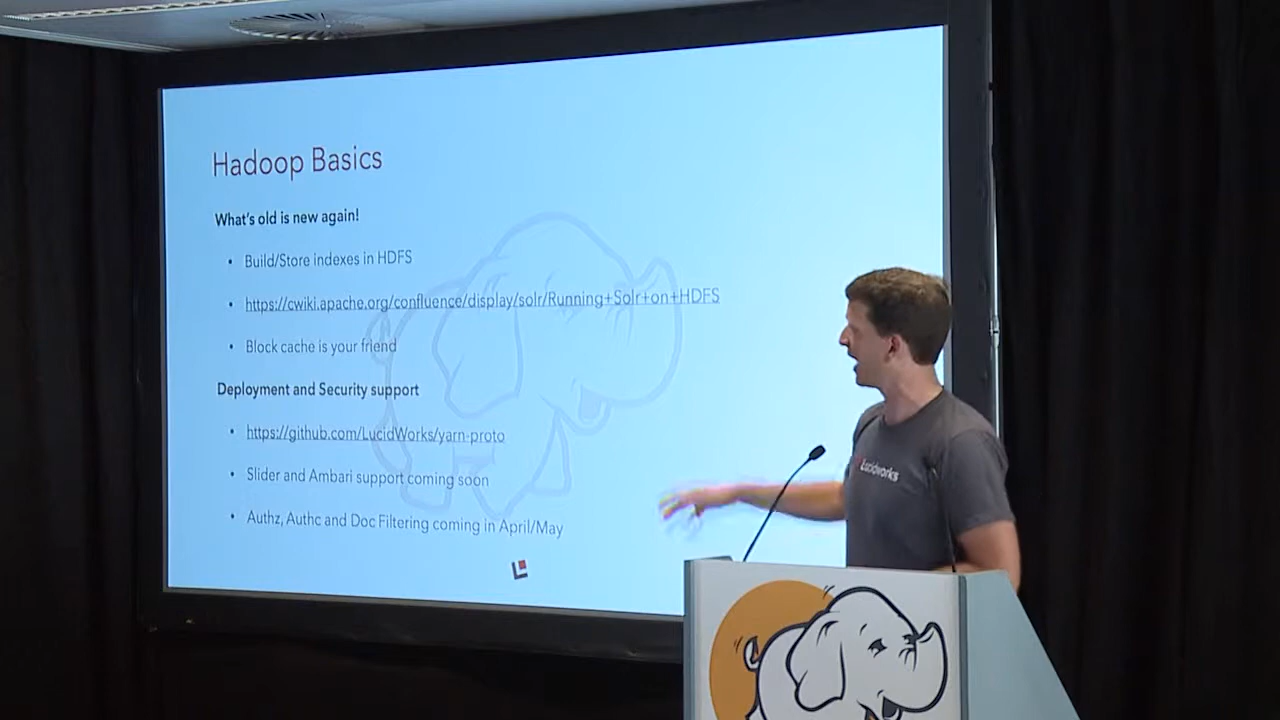 Hadoop Basics
What's old is new again!
• Build/Store indexes in HDFS
• https://cwiki.apache.org/confluence/display/solr/Running+Solr+on+HDFS
• Block cache is your friend
Deployment and Security support
• https://github.com/LucidWorks/yarn-proto
• Slider and Ambari support coming soon
• Authz, Authc and Doc Filtering coming in April/May
Lucidworks